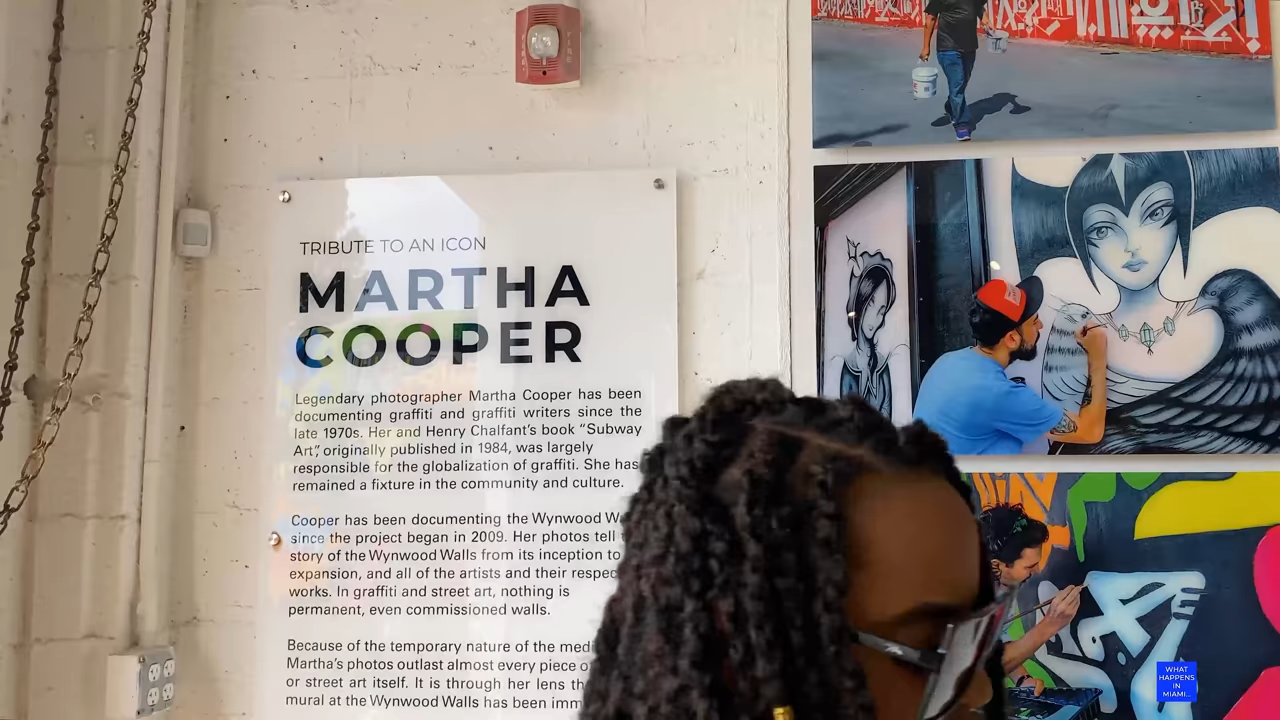 FIRE
FIRE
TRIBUTE TO AN ICON
MARTHA
COOPER
Legendary photographer Martha Cooper has been
documenting graffiti and graffiti writers since the
late 1970s. Her and Henry Chalfant's book “Subway
Art”, originally published in 1984, was largely
responsible for the globalization of graffiti. She has
remained a fixture in the community and culture.
Cooper has been documenting the Wynwood
since the project began in 2009. Her photos tell
story of the Wynwood Walls from its inception to
expansion, and all of the artists and their
works. In graffiti and street art, nothing is
permanent, even commissioned walls.
Because of the temporary nature of the
Martha's photos outlast almost every piece
or street art itself. It is through her lens
mural at the Wynwood Walls has been
WHAT
HAPPENS
IN
MIAMI...